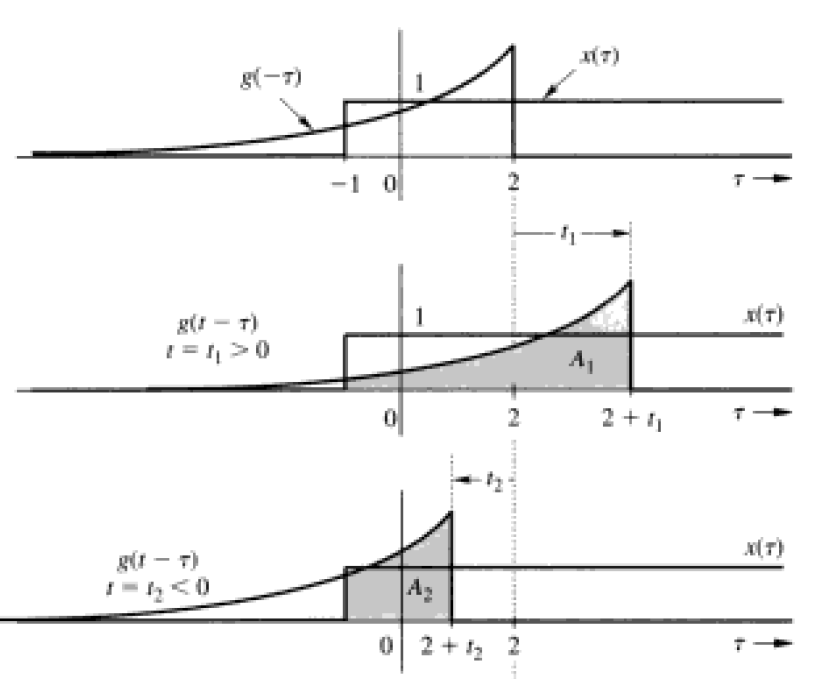 g(−τ)
x(τ)
1
−1 0 2 τ
t₁
g(t − τ)
t = t₁ > 0
1
x(τ)
A₁
0 2 2 + t₁ τ
t₂
g(t − τ)
t = t₂ < 0
x(τ)
A₂
0 2 + t₂ 2 τ